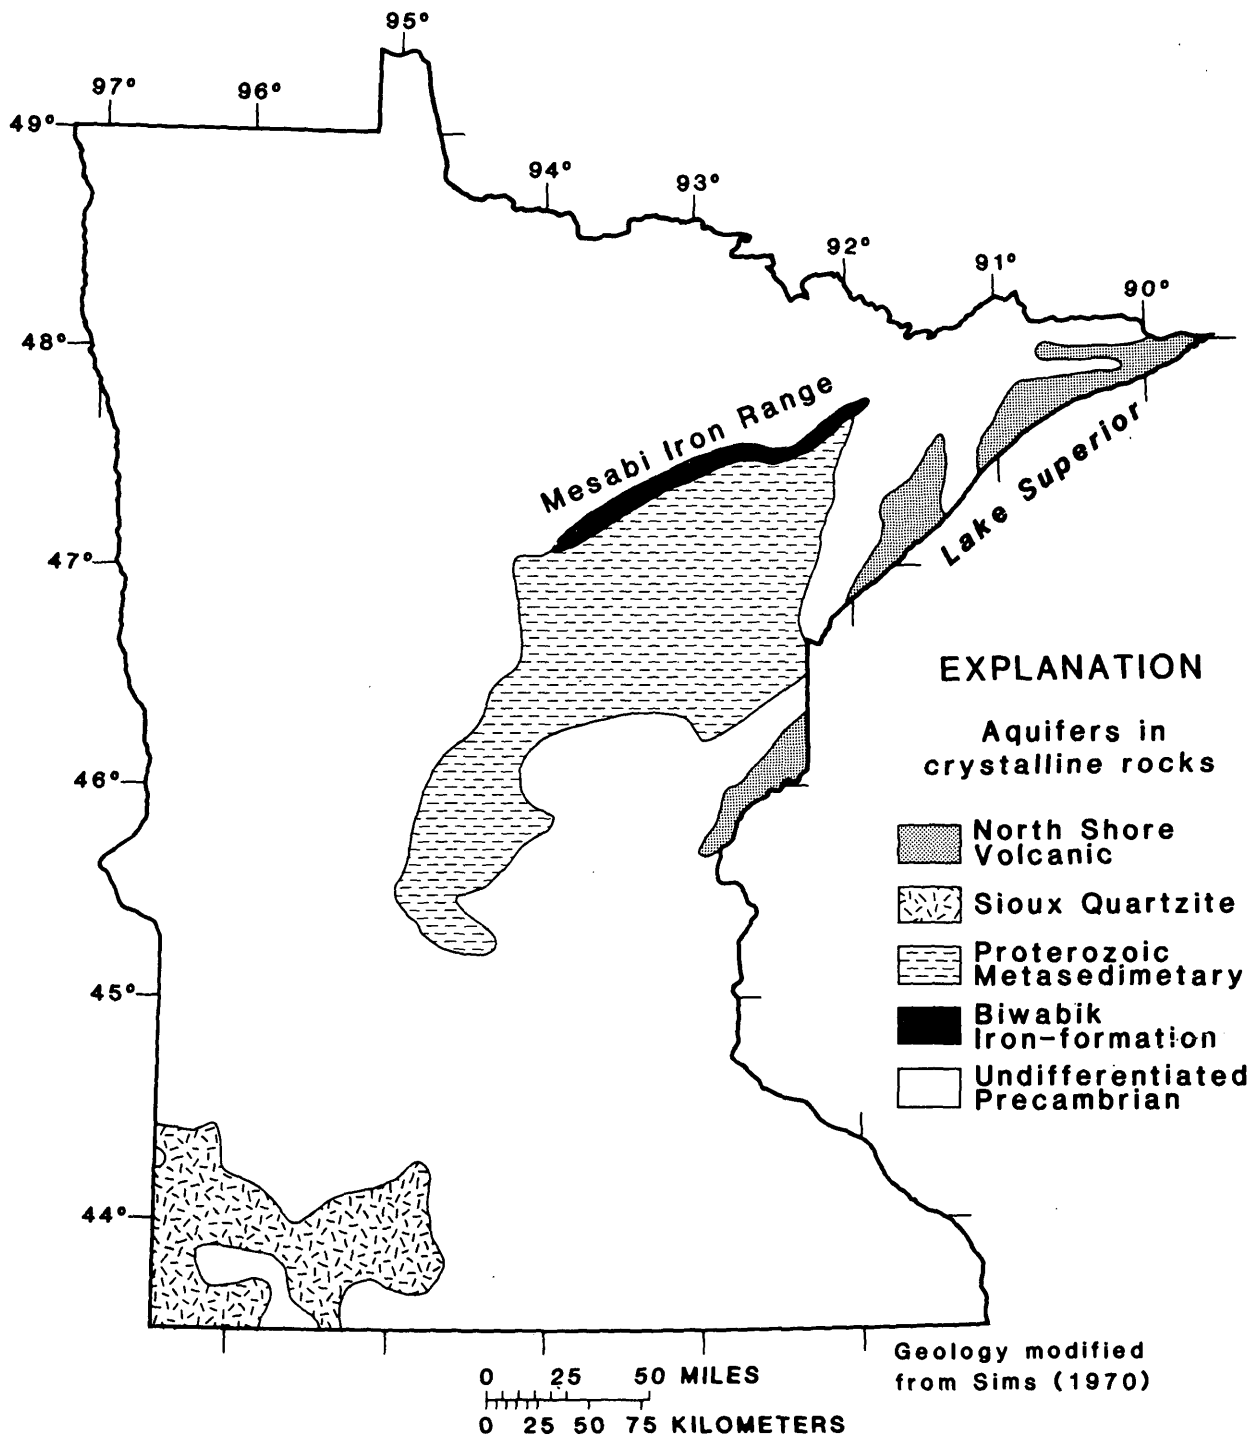 95°
97°
96°
49°
94°
93°
92°
91°
90°
48°
Mesabi Iron Range
Lake Superior
47°
46°
45°
44°
EXPLANATION
Aquifers in
crystalline rocks
North Shore
Volcanic
Sioux Quartzite
Proterozoic
Metasedimetary
Biwabik
Iron-formation
Undifferentiated
Precambrian
Geology modified
from Sims (1970)
0 25 50 MILES
0 25 50 75 KILOMETERS